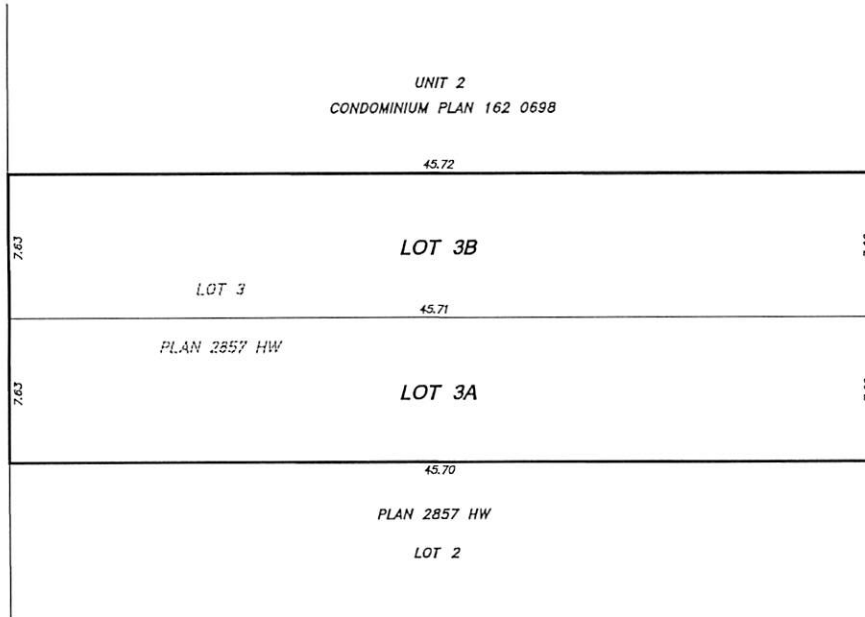 UNIT 2
CONDOMINIUM PLAN 162 0698
45.72
7.63
LOT 3B
LOT 3
45.71
PLAN 2857 HW
7.63
LOT 3A
45.70
PLAN 2857 HW
LOT 2